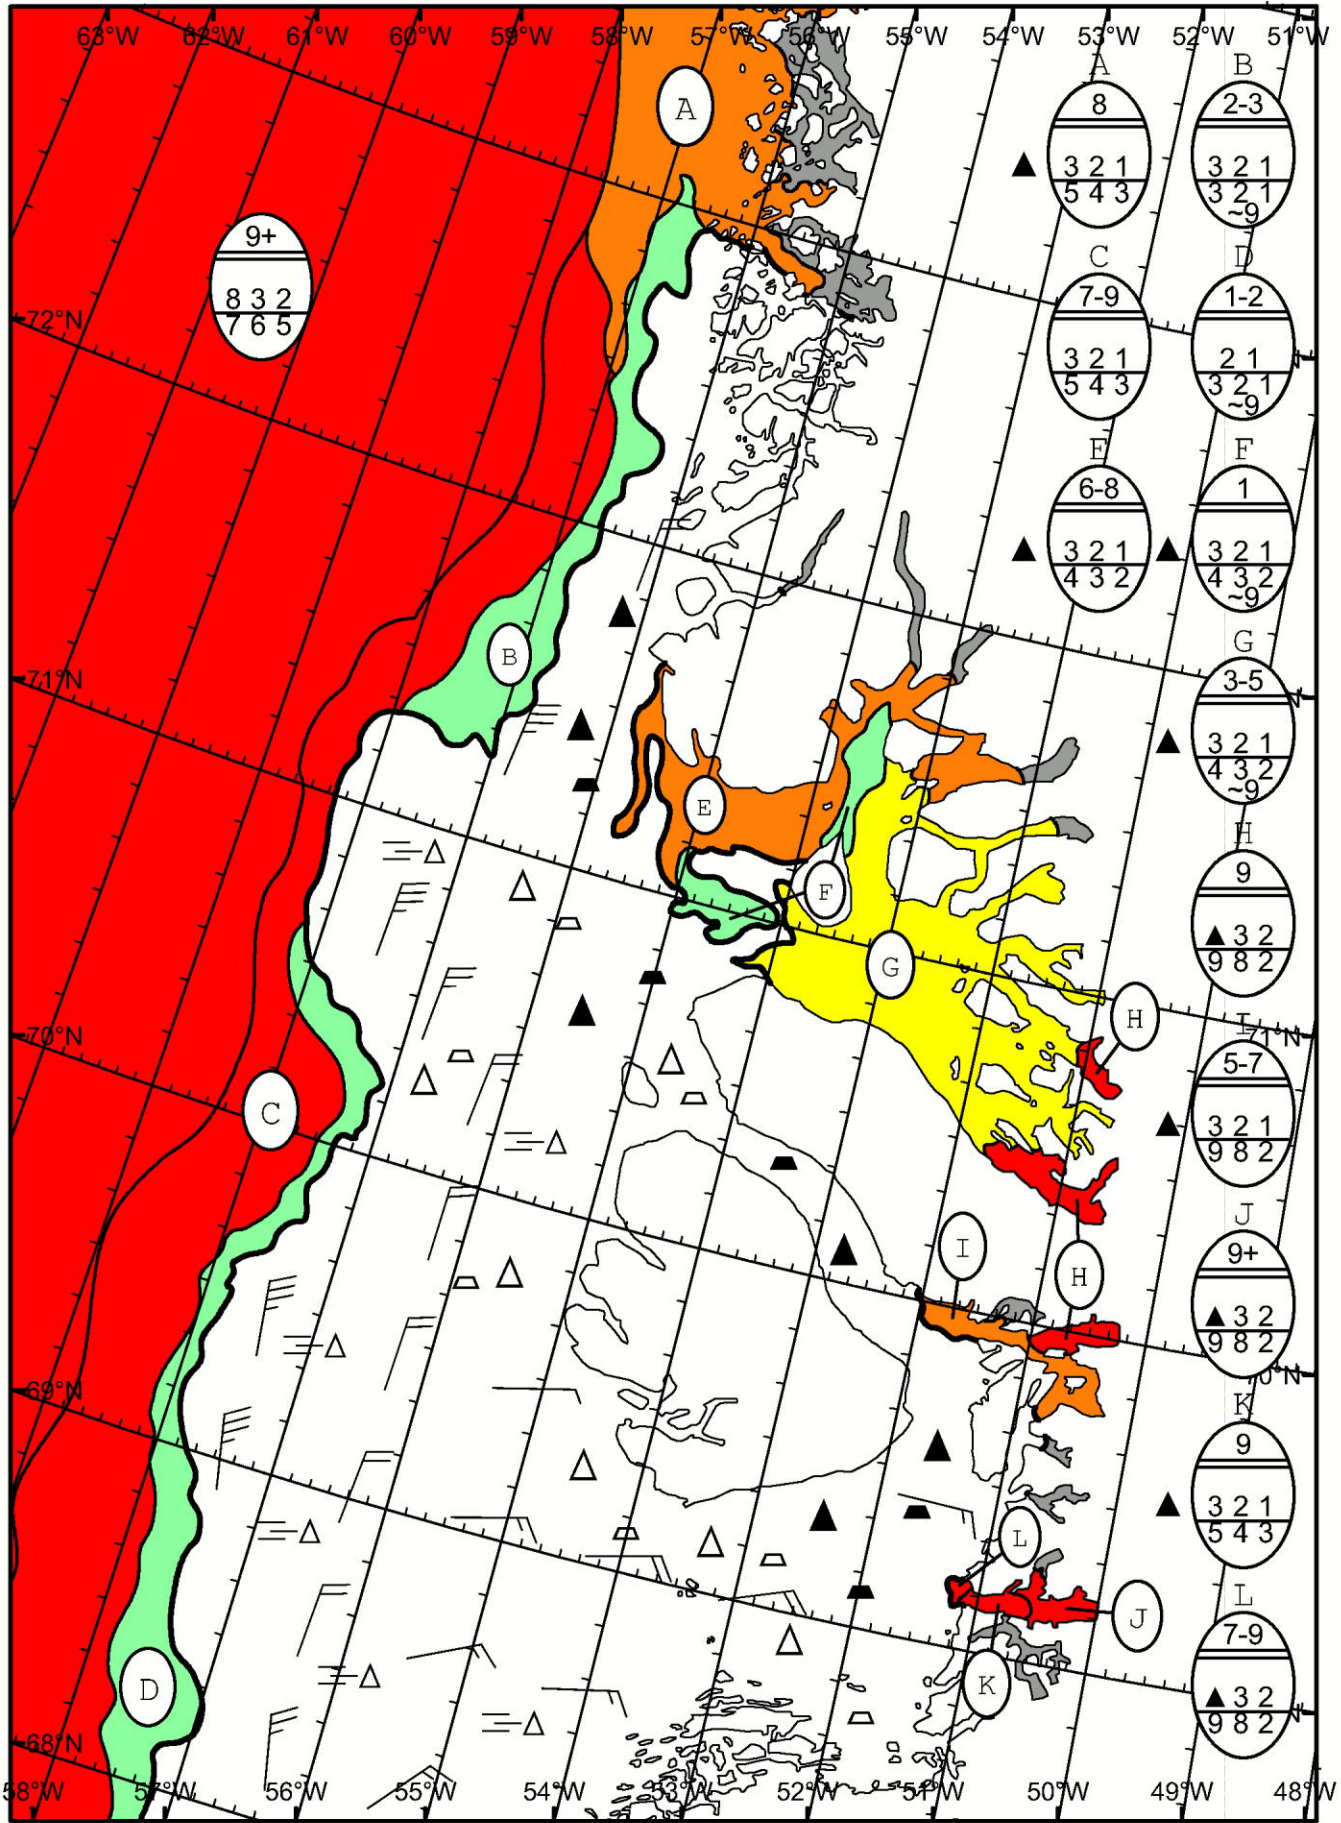 63°W 62°W 61°W 60°W 59°W 58°W 57°W 56°W 55°W 54°W 53°W 52°W 51°W
A B
A
8 2-3
3 2 1 3 2 1
5 4 3 3 2 1
~9
9+
8 3 2
7 6 5
C D
7-9 1-2
3 2 1 2 1
5 4 3 3 2 1
~9
72°N
E F
6-8 1
3 2 1 3 2 1
4 3 2 4 3 2
~9
B
G
71°N
3-5
3 2 1
4 3 2
~9
E
H
F
9
▲ 3 2
9 8 2
G
H
I
70°N 71°N
5-7
C
3 2 1
9 8 2
J
I
9+
H
▲ 3 2
9 8 2
69°N 70°N
K
9
3 2 1
5 4 3
L
J
L
7-9
K
D
▲ 3 2
9 8 2
68°N
58°W 57°W 56°W 55°W 54°W 53°W 52°W 51°W 50°W 49°W 48°W